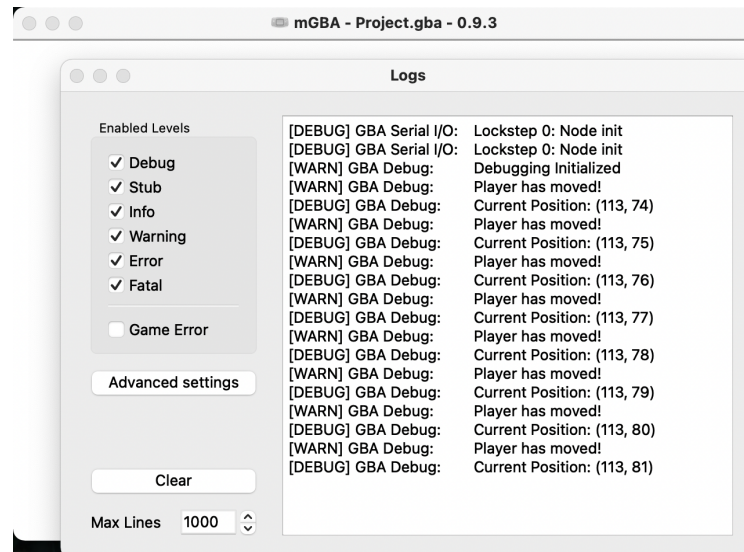 mGBA - Project.gba - 0.9.3
Logs
Enabled Levels
Debug
Stub
Info
Warning
Error
Fatal
Game Error
Advanced settings
Clear
Max Lines 1000
[DEBUG] GBA Serial I/O: Lockstep 0: Node init
[DEBUG] GBA Serial I/O: Lockstep 0: Node init
[WARN] GBA Debug: Debugging Initialized
[WARN] GBA Debug: Player has moved!
[DEBUG] GBA Debug: Current Position: (113, 74)
[WARN] GBA Debug: Player has moved!
[DEBUG] GBA Debug: Current Position: (113, 75)
[WARN] GBA Debug: Player has moved!
[DEBUG] GBA Debug: Current Position: (113, 76)
[WARN] GBA Debug: Player has moved!
[DEBUG] GBA Debug: Current Position: (113, 77)
[WARN] GBA Debug: Player has moved!
[DEBUG] GBA Debug: Current Position: (113, 78)
[WARN] GBA Debug: Player has moved!
[DEBUG] GBA Debug: Current Position: (113, 79)
[WARN] GBA Debug: Player has moved!
[DEBUG] GBA Debug: Current Position: (113, 80)
[WARN] GBA Debug: Player has moved!
[DEBUG] GBA Debug: Current Position: (113, 81)